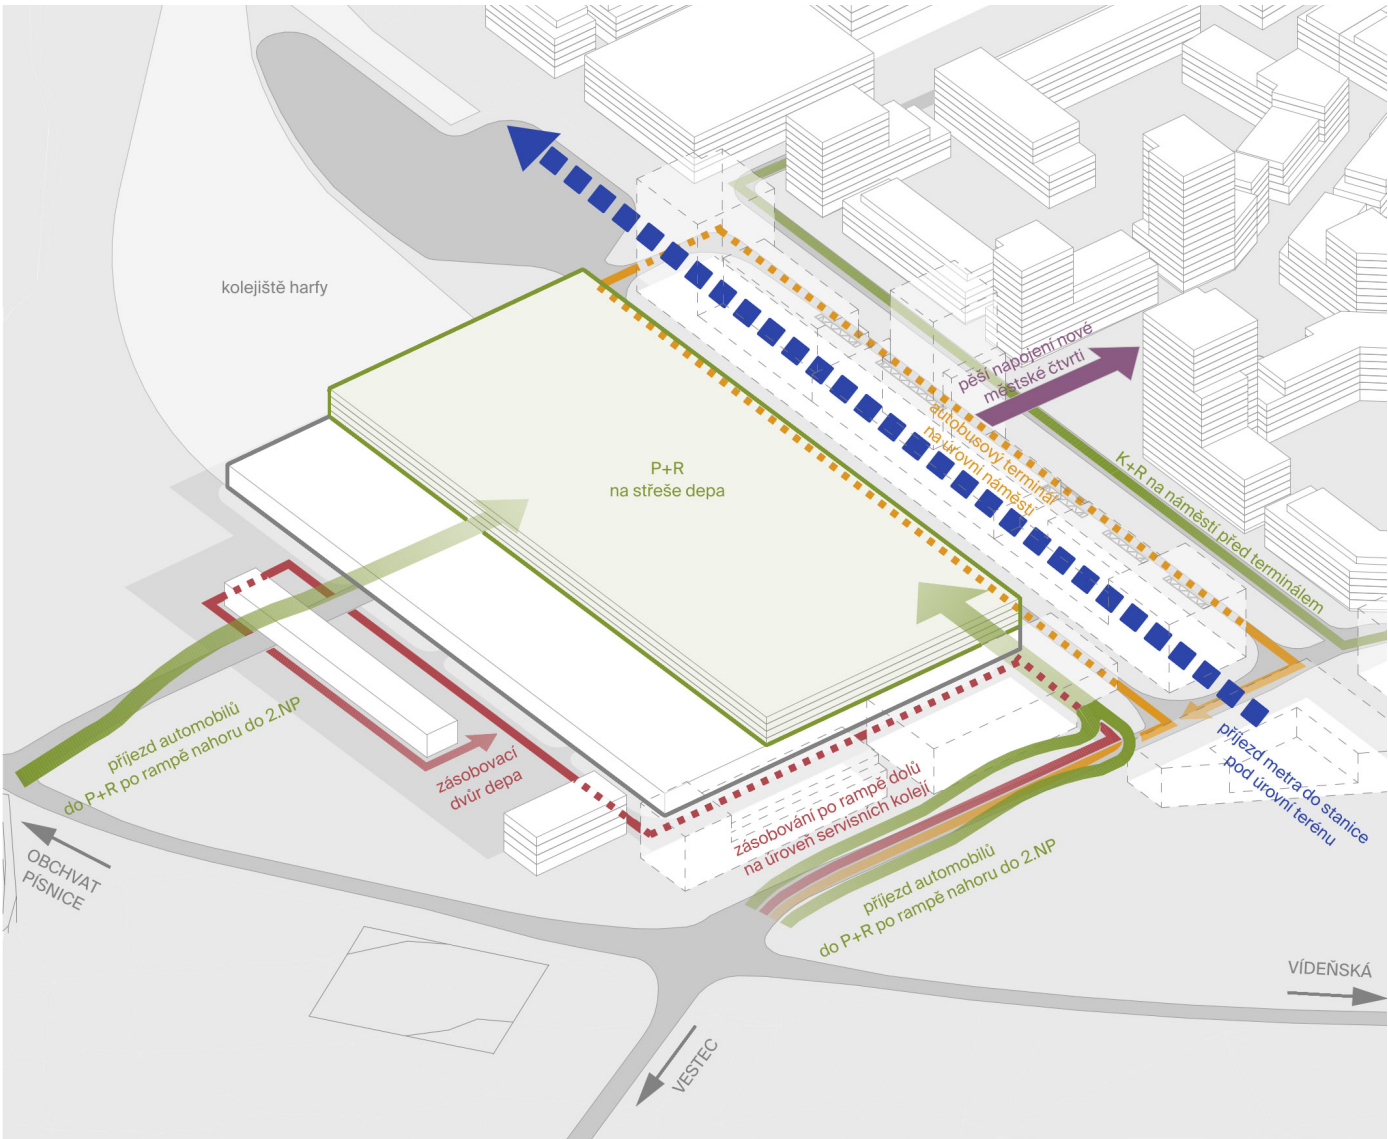 kolejiště harfy
pěší napojení nové
městské čtvrti
autobusový terminál
na úrovni náměstí
P+R
na střeše depa
K+R na náměstí před terminálem
příjezd automobilů
do P+R po rampě nahoru do 2.NP
zásobovací
dvůr depa
zásobování po rampě dolů
na úroveň servisních kolejí
příjezd metra do stanice
pod úrovní terénu
příjezd automobilů
do P+R po rampě nahoru do 2.NP
OBCHVAT
PÍSNICE
VÍDEŇSKÁ
VESTEC